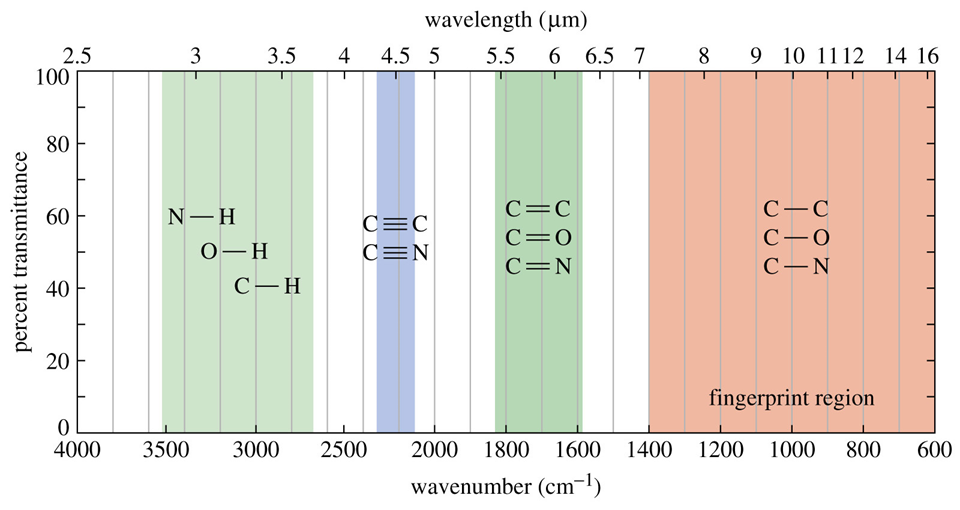 wavelength (μm)
2.5 3 3.5 4 4.5 5 5.5 6 6.5 7 8 9 10 11 12 14 16
percent transmittance
100
80
60
40
20
0
N—H
O—H
C—H
C≡C
C≡N
C=C
C=O
C=N
C—C
C—O
C—N
fingerprint region
4000 3500 3000 2500 2000 1800 1600 1400 1200 1000 800 600
wavenumber (cm⁻¹)